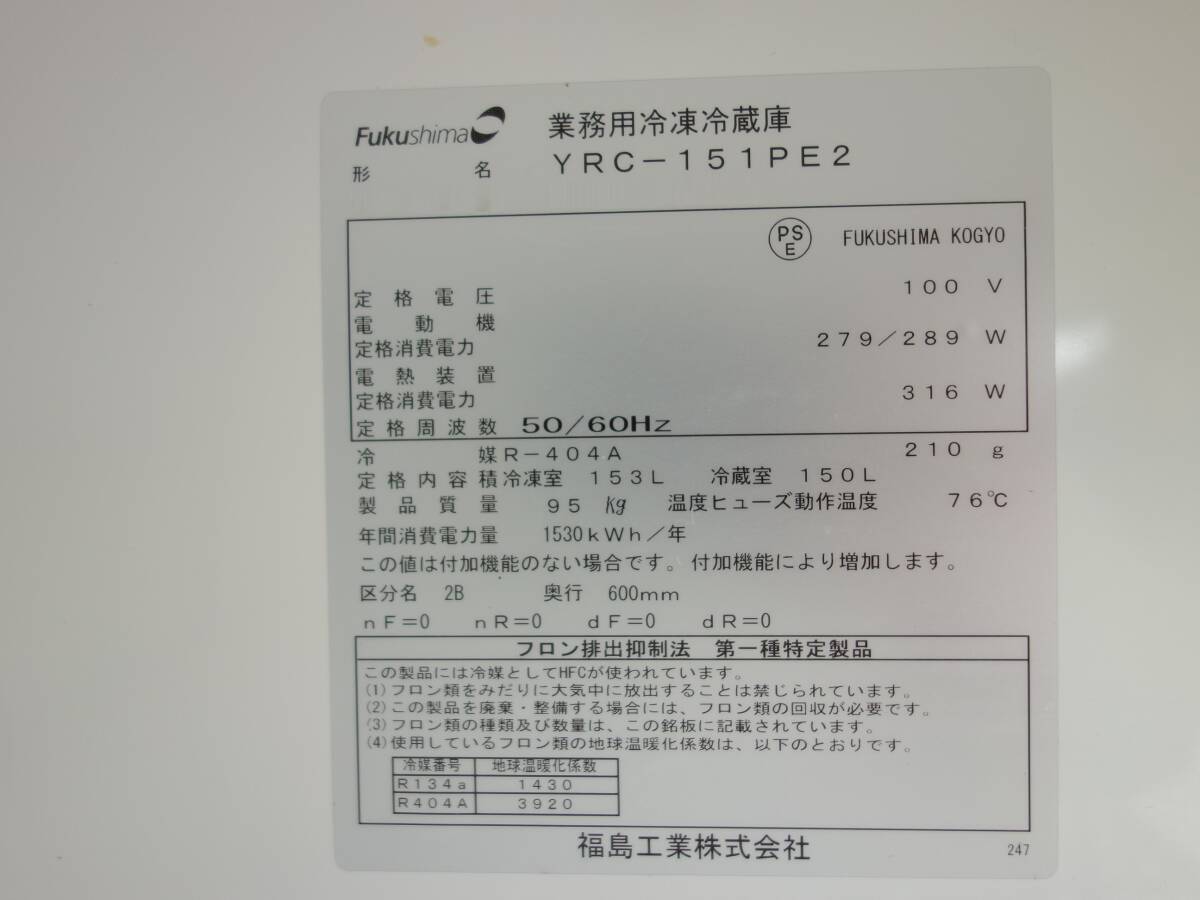 Fukushima 業務用冷凍冷蔵庫
形名 YRC-151PE2
PSE FUKUSHIMA KOGYO
定格電圧 100 V
電動機
定格消費電力 279/289 W
電熱装置
定格消費電力 316 W
定格周波数 50/60Hz
冷媒 R-404A 210 g
定格内容積 冷凍室 153L 冷蔵室 150L
製品質量 95 Kg 温度ヒューズ動作温度 76℃
年間消費電力量 1530kWh/年
この値は付加機能のない場合です。付加機能により増加します。
区分名 2B 奥行 600mm
nF=0 nR=0 dF=0 dR=0
フロン排出抑制法 第一種特定製品
この製品には冷媒としてHFCが使われています。
(1)フロン類をみだりに大気中に放出することは禁じられています。
(2)この製品を廃棄・整備する場合には、フロン類の回収が必要です。
(3)フロン類の種類及び数量は、この銘板に記載されています。
(4)使用しているフロン類の地球温暖化係数は、以下のとおりです。
冷媒番号 地球温暖化係数
R134a 1430
R404A 3920
福島工業株式会社 247